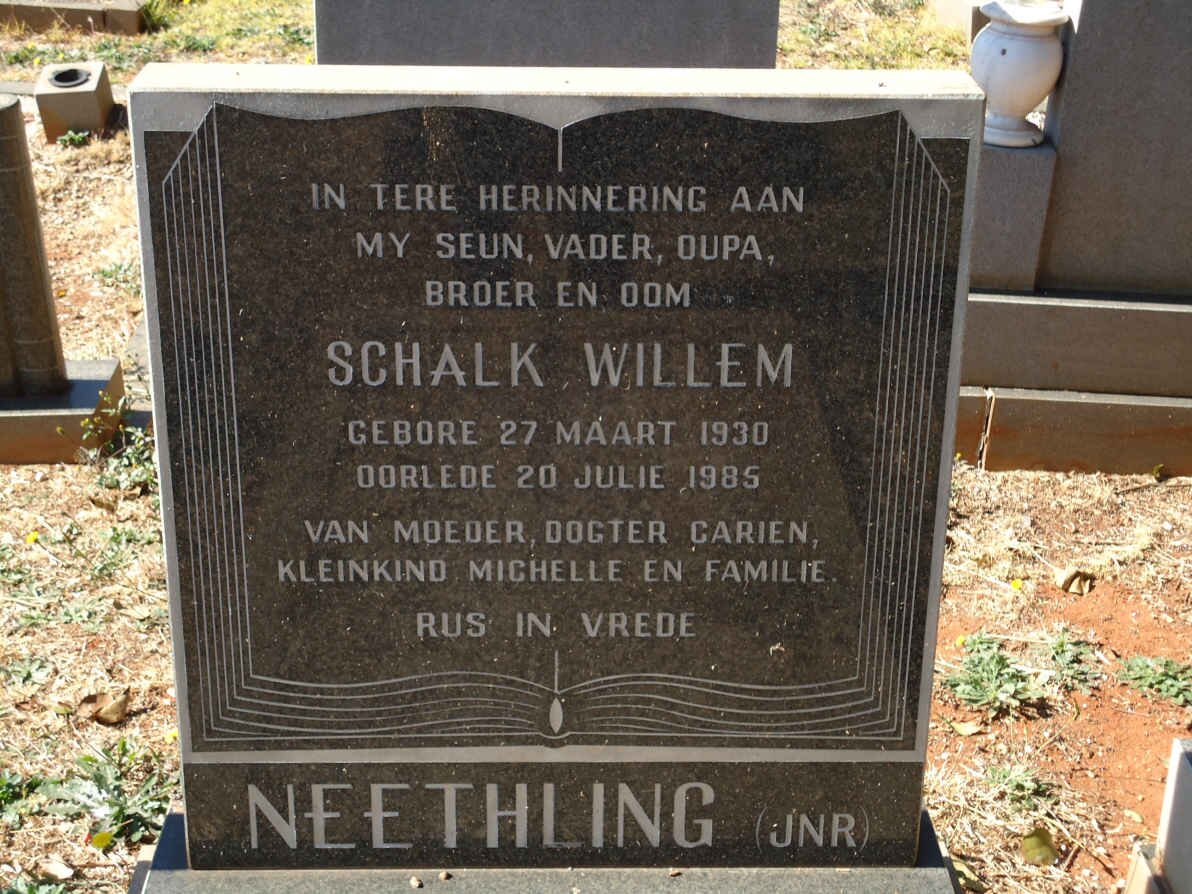 IN TERE HERINNERING AAN
MY SEUN, VADER, OUPA,
BROER EN OOM
SCHALK WILLEM
GEBORE 27 MAART 1930
OORLEDE 20 JULIE 1985
VAN MOEDER, DOGTER CARIEN,
KLEINKIND MICHELLE EN FAMILIE.
RUS IN VREDE
NEETHLING (JNR)